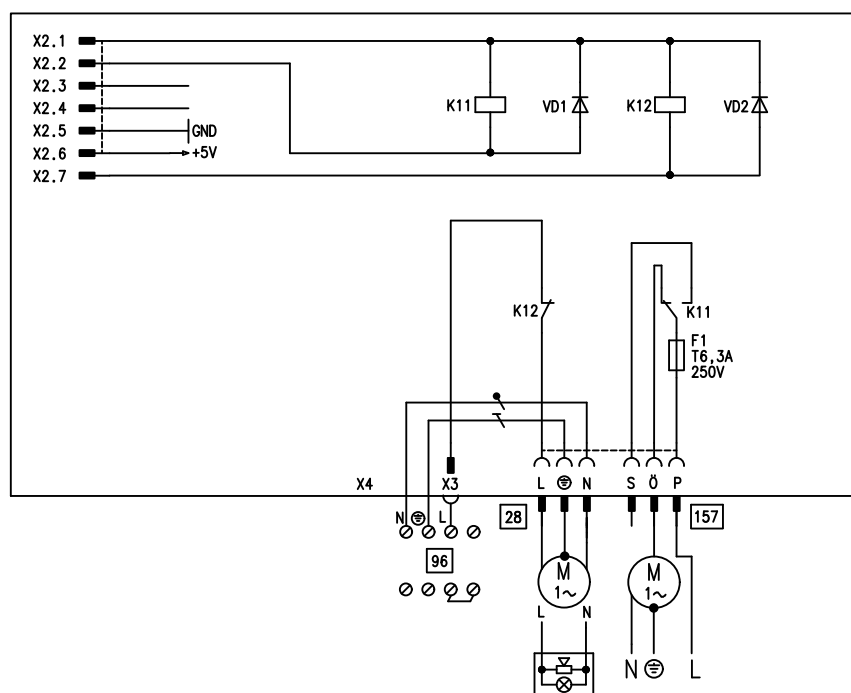 X2.1
X2.2
X2.3
X2.4
X2.5 GND
X2.6 +5V
X2.7
K11 VD1 K12 VD2
K12 K11
F1
T6,3A
250V
X4 X3 L N S Ö P
28 157
N L
96
M M
1~ 1~
L N
N L